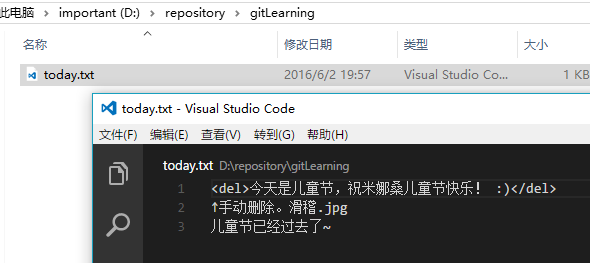 此电脑 › important (D:) › repository › gitLearning
名称 修改日期 类型 大小
today.txt 2016/6/2 19:57 Visual Studio Co... 1 KB
today.txt - Visual Studio Code
文件(F) 编辑(E) 查看(V) 转到(G) 帮助(H)
today.txt D:\repository\gitLearning
1 <del>今天是儿童节，祝米娜桑儿童节快乐! :)</del>
2 ↑手动删除。滑稽.jpg
3 儿童节已经过去了~